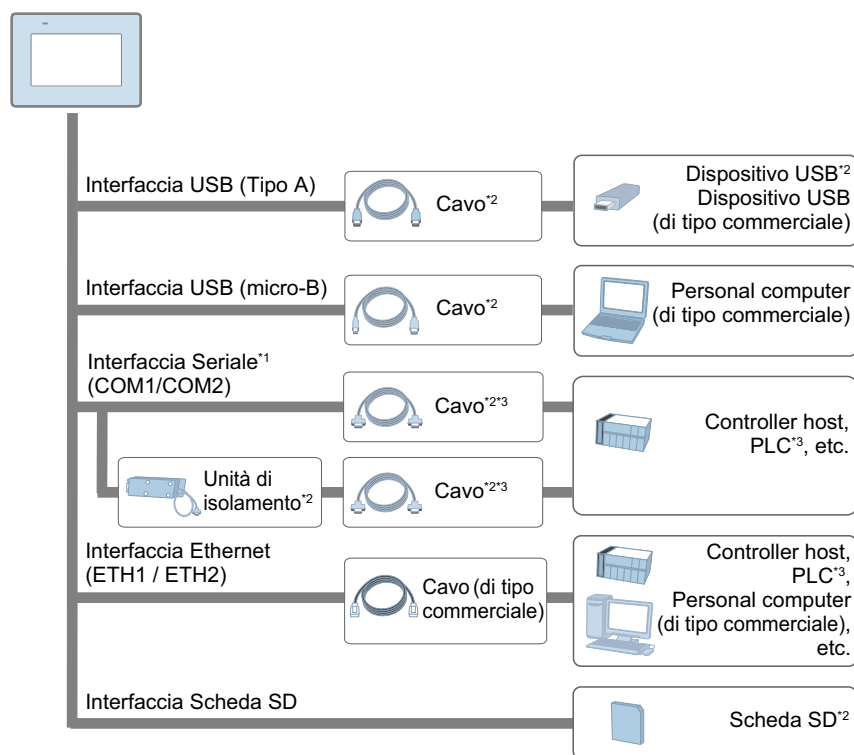 Interfaccia USB (Tipo A)
Cavo*2
Dispositivo USB*2
Dispositivo USB
(di tipo commerciale)
Interfaccia USB (micro-B)
Cavo*2
Personal computer
(di tipo commerciale)
Interfaccia Seriale*1
(COM1/COM2)
Cavo*2*3
Controller host,
PLC*3, etc.
Unità di
isolamento*2
Cavo*2*3
Interfaccia Ethernet
(ETH1 / ETH2)
Cavo (di tipo
commerciale)
Controller host,
PLC*3,
Personal computer
(di tipo commerciale),
etc.
Interfaccia Scheda SD
Scheda SD*2